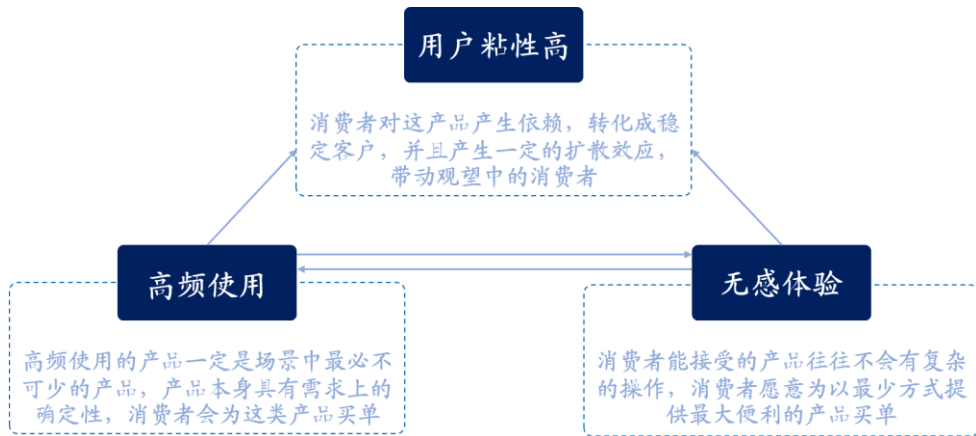 用户粘性高
消费者对这产品产生依赖，转化成稳
定客户，并且产生一定的扩散效应，
带动观望中的消费者
高频使用
高频使用的产品一定是场景中最必不
可少的产品，产品本身具有需求上的
确定性，消费者会为这类产品买单
无感体验
消费者能接受的产品往往不会有复杂
的操作，消费者愿意为以最少方式提
供最大便利的产品买单